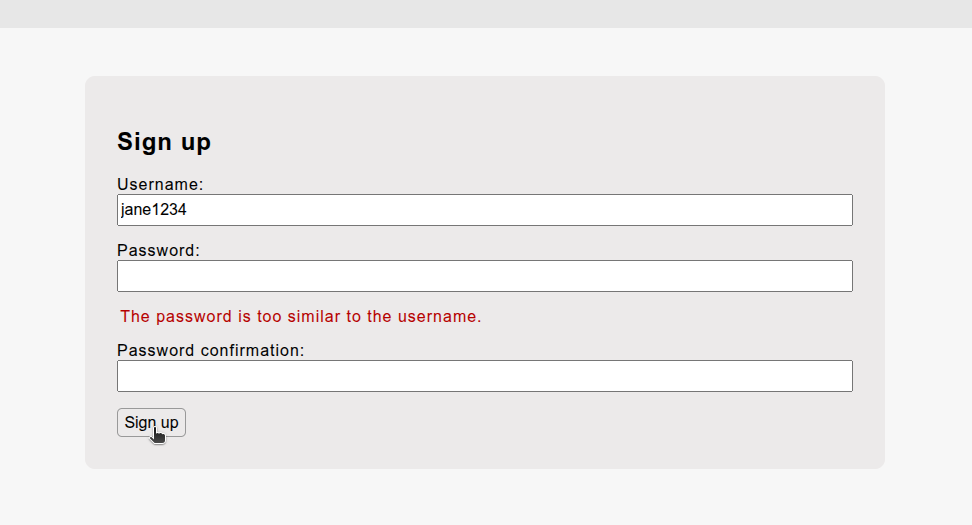 Sign up
Username:
jane1234
Password:
The password is too similar to the username.
Password confirmation:
Sign up